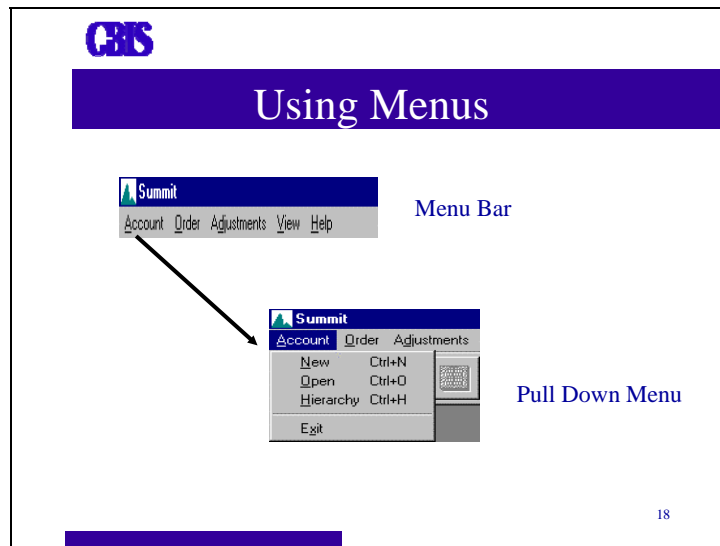 CBIS
Using Menus
Summit
Account Order Adjustments View Help
Menu Bar
Summit
Account Order Adjustments
New Ctrl+N
Open Ctrl+O
Hierarchy Ctrl+H
Exit
Pull Down Menu
18